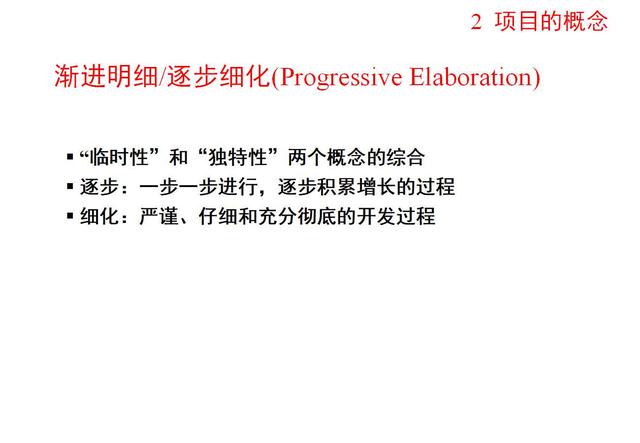 2 项目的概念
渐进明细/逐步细化(Progressive Elaboration)
▪ “临时性”和“独特性”两个概念的综合
▪ 逐步：一步一步进行，逐步积累增长的过程
▪ 细化：严谨、仔细和充分彻底的开发过程